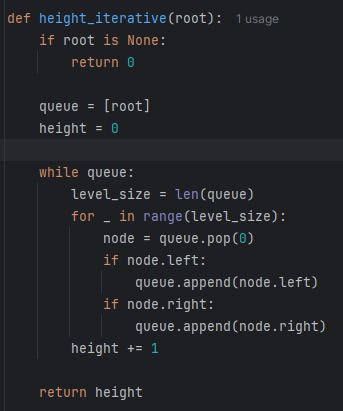 def height_iterative(root):  1 usage
    if root is None:
        return 0

    queue = [root]
    height = 0

    while queue:
        level_size = len(queue)
        for _ in range(level_size):
            node = queue.pop(0)
            if node.left:
                queue.append(node.left)
            if node.right:
                queue.append(node.right)
        height += 1

    return height